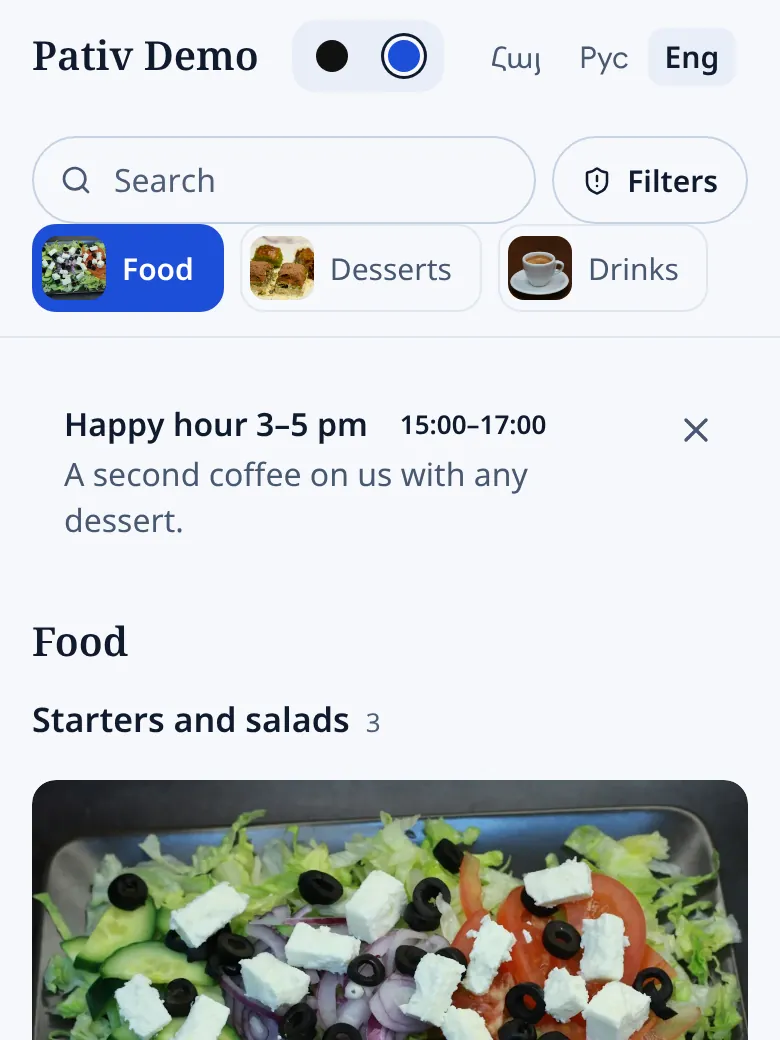 Pativ Demo
Հայ Рус Eng
Search
Filters
Food
Desserts
Drinks
Happy hour 3–5 pm 15:00–17:00
A second coffee on us with any
dessert.
Food
Starters and salads 3